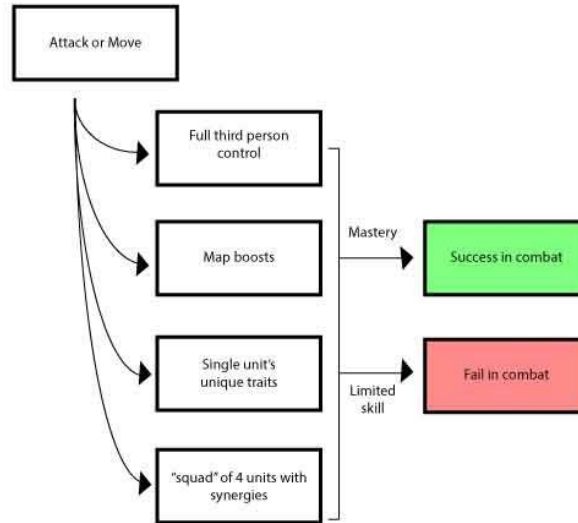 Attack or Move
Full third person
control
Map boosts
Mastery
Success in combat
Single unit's
unique traits
Limited
skill
Fail in combat
"squad" of 4 units with
synergies